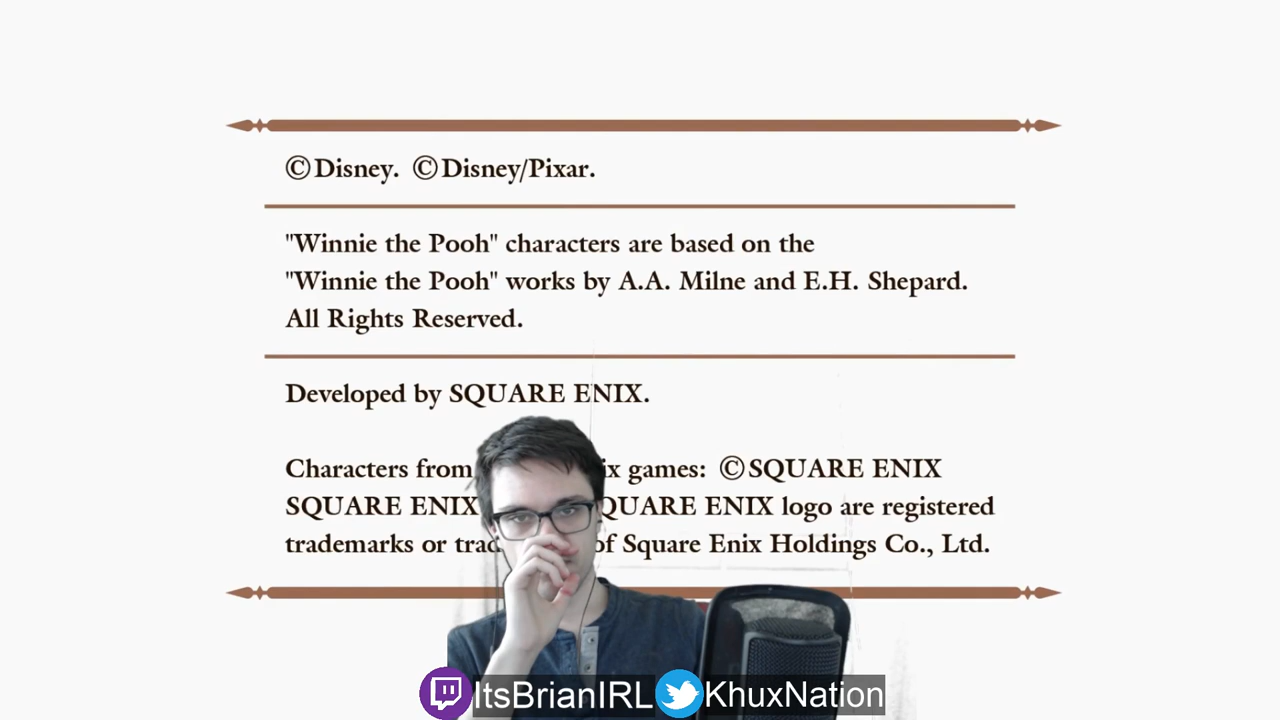 ©Disney. ©Disney/Pixar.
"Winnie the Pooh" characters are based on the
"Winnie the Pooh" works by A.A. Milne and E.H. Shepard.
All Rights Reserved.
Developed by SQUARE ENIX.
Characters from ix games: ©SQUARE ENIX
SQUARE ENIX QUARE ENIX logo are registered
trademarks or trad of Square Enix Holdings Co., Ltd.
ItsBrianIRL KhuxNation